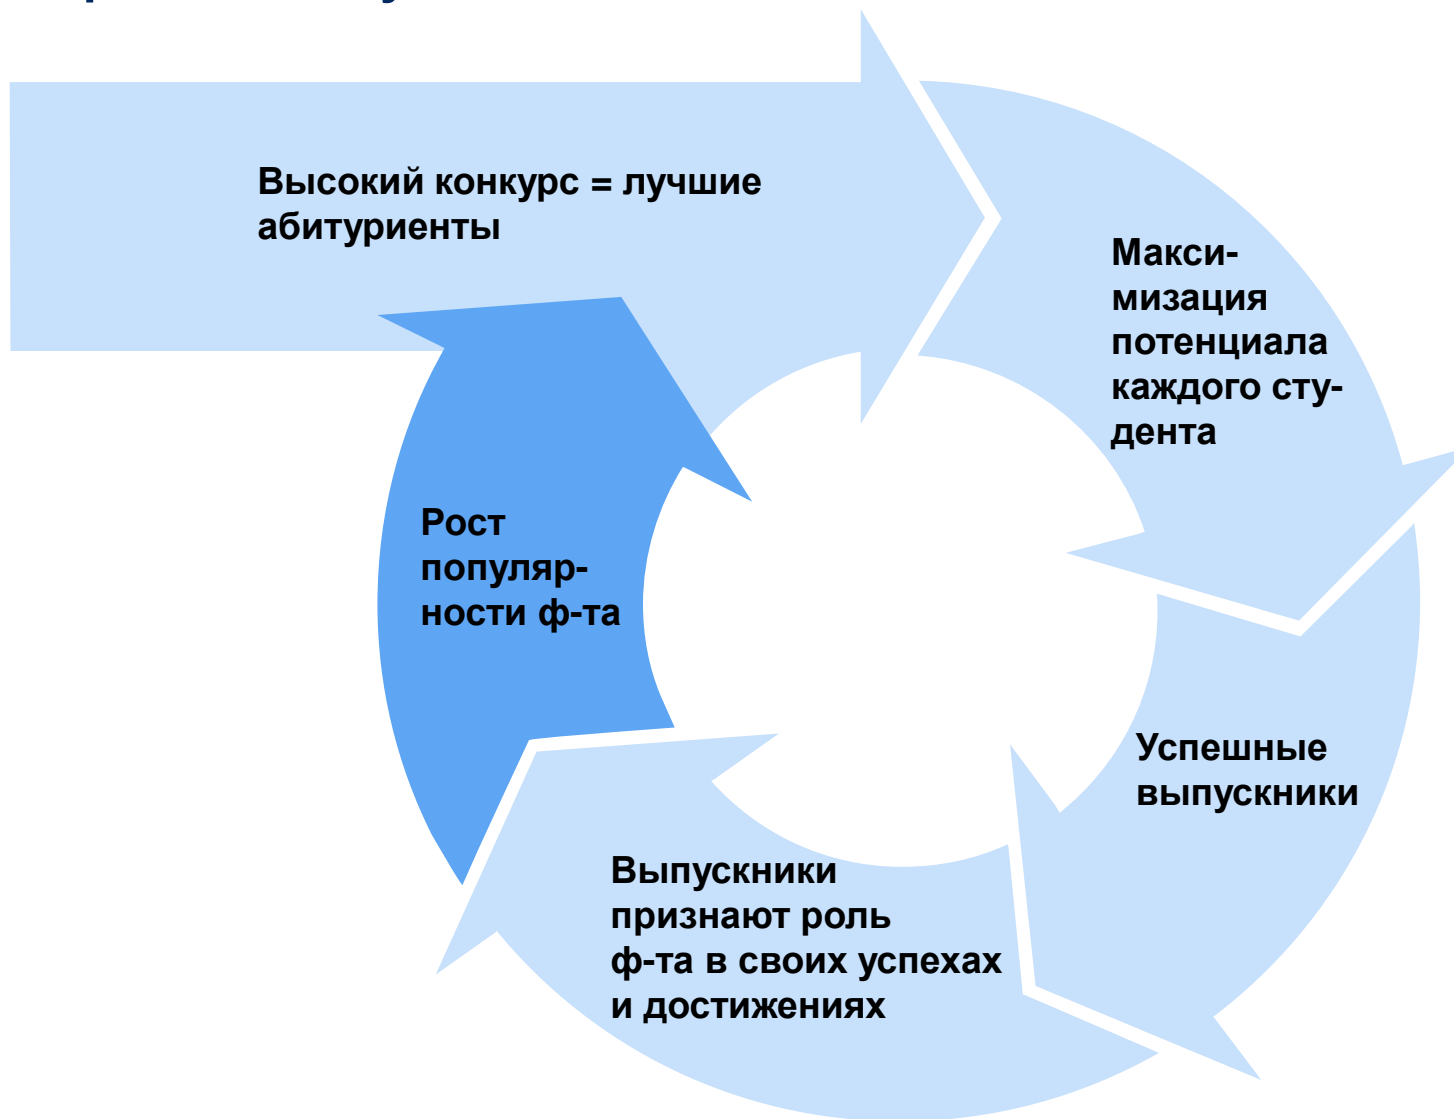 Высокий конкурс = лучшие
абитуриенты
Макси-
мизация
потенциала
каждого сту-
дента
Рост
популяр-
ности ф-та
Успешные
выпускники
Выпускники
признают роль
ф-та в своих успехах
и достижениях